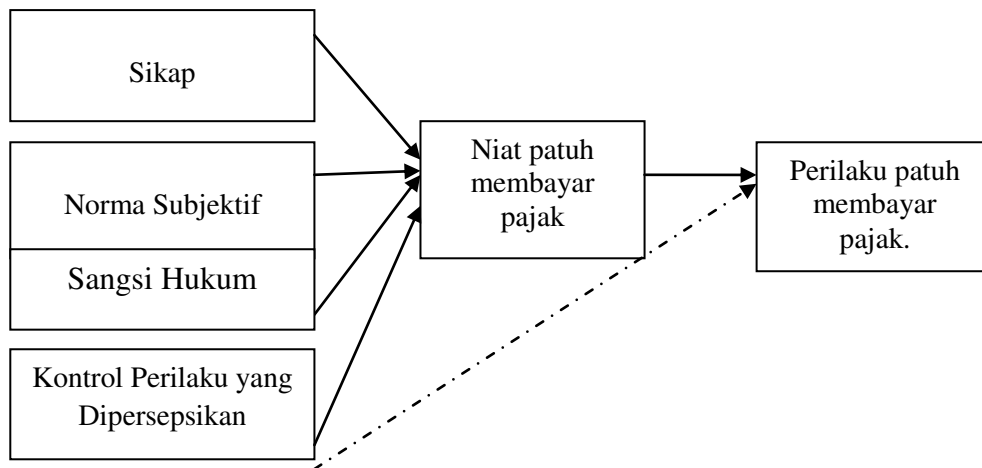 Sikap
Norma Subjektif
Sangsi Hukum
Kontrol Perilaku yang
Dipersepsikan
Niat patuh
membayar
pajak
Perilaku patuh
membayar
pajak.